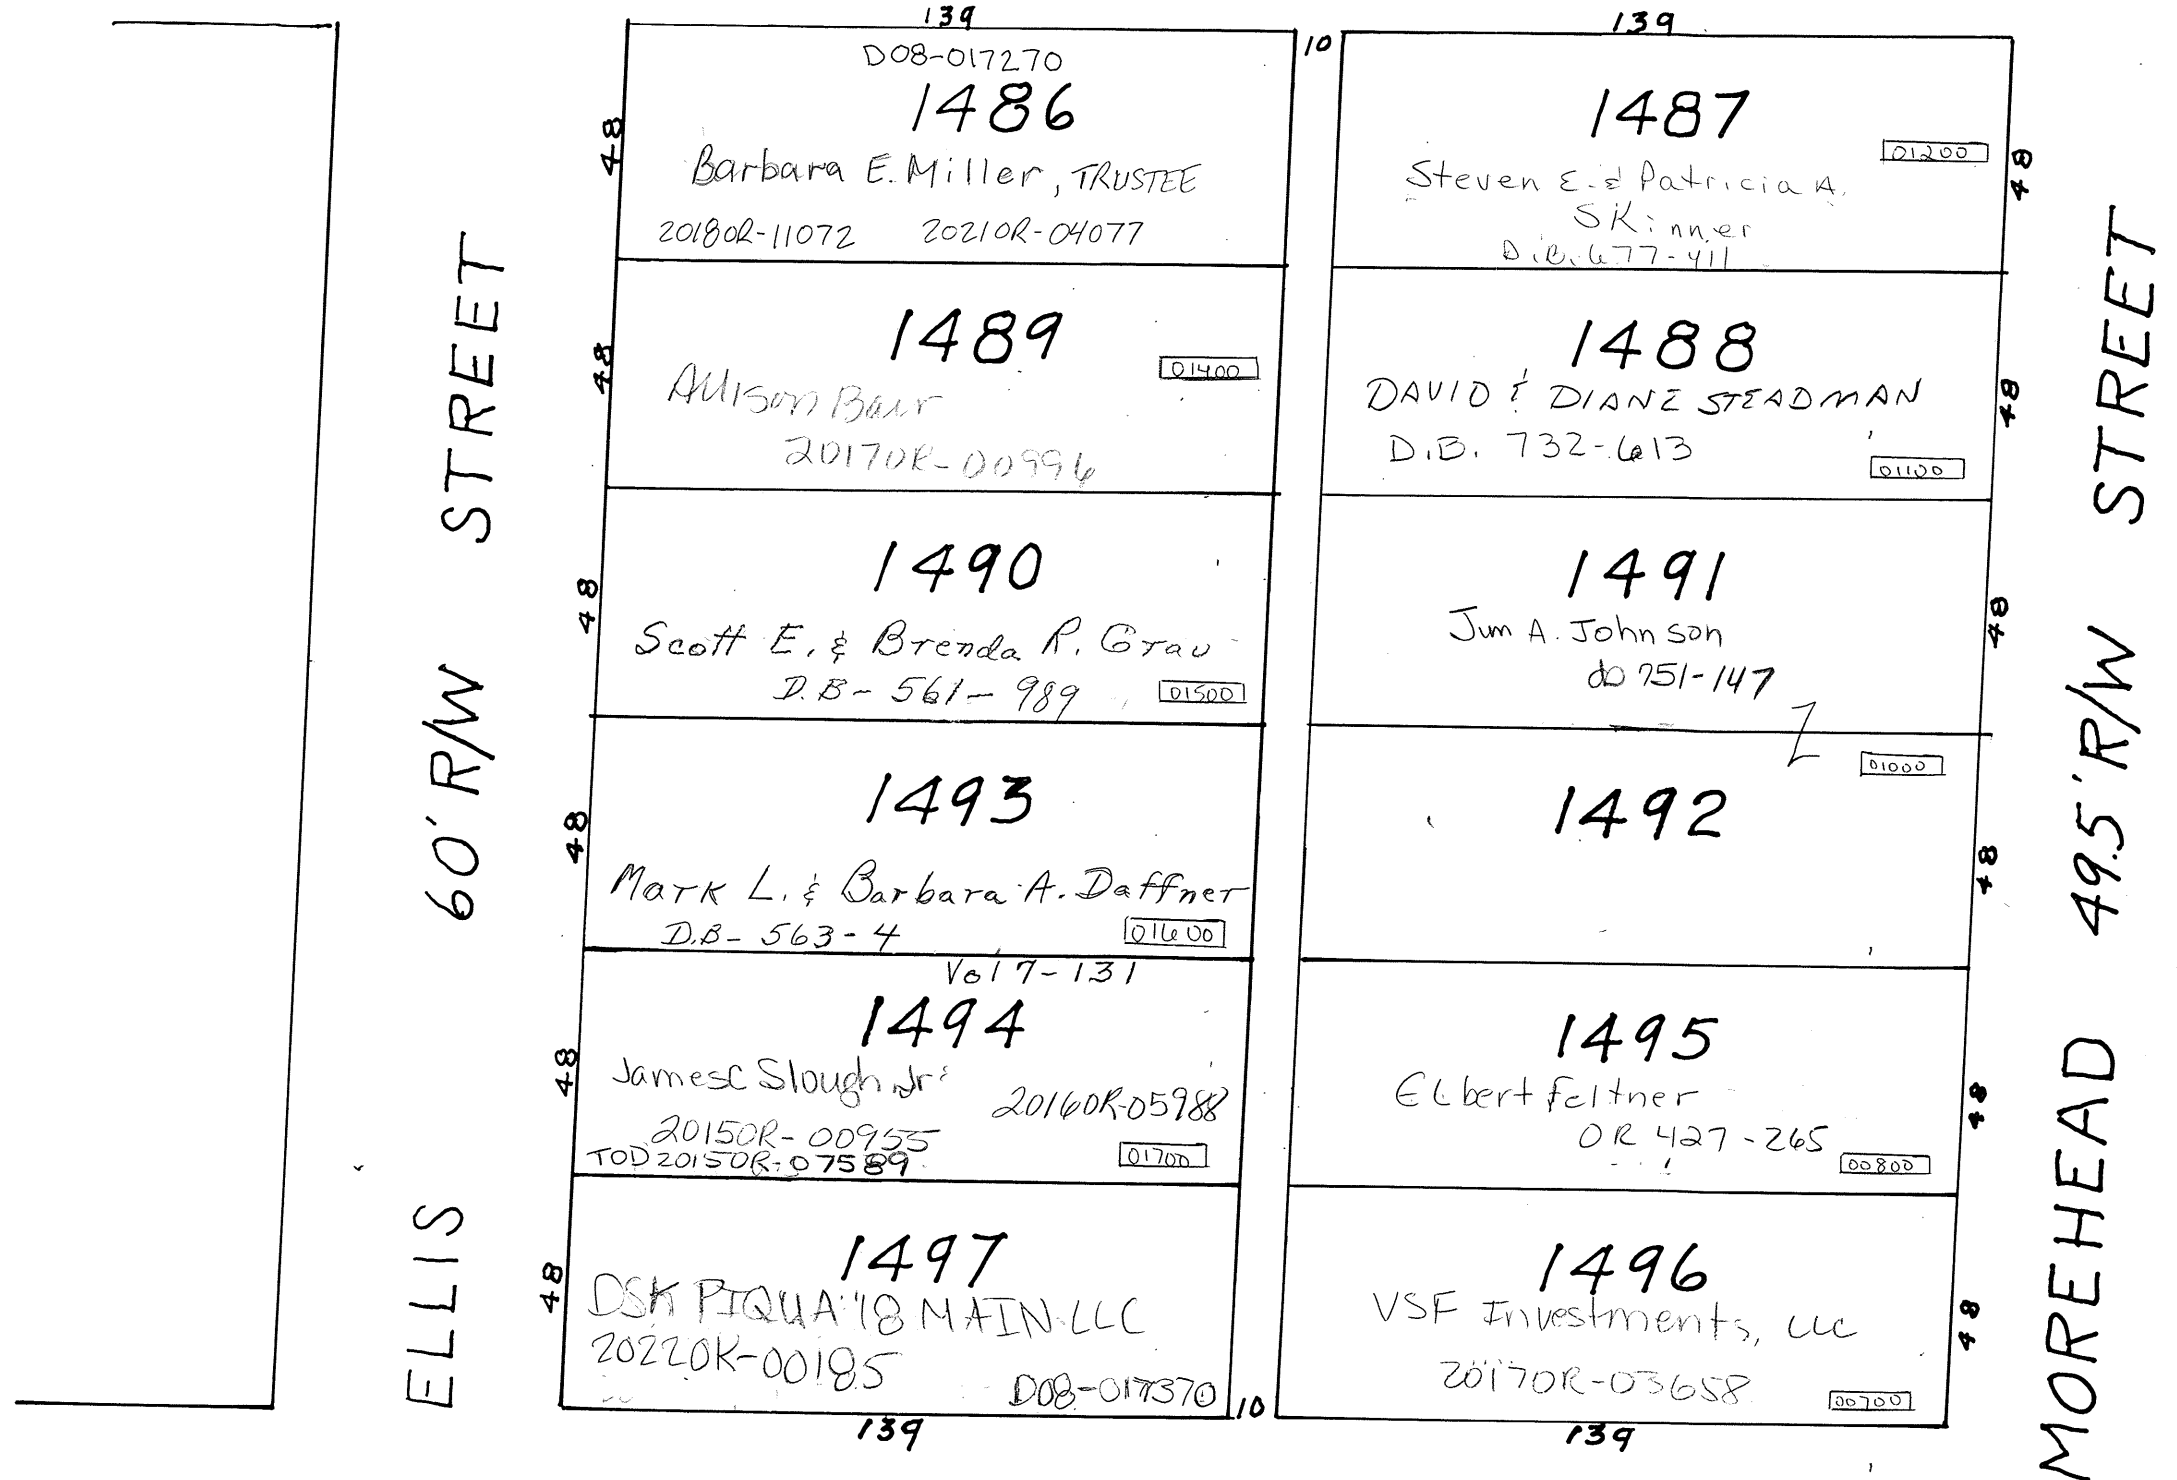 139
139
10
D08-017270
1486
48
Barbara E. Miller, TRUSTEE
2018OR-11072 2021OR-04077
1487
01200
48
Steven E. & Patricia A.
SKinner
D.B. 677-411
1489
48
01400
Allison
2017OR-00996
1488
48
DAVID & DIANE STEADMAN
D.B. 732-613
01100
1490
48
Scott E. & Brenda R. Grau
D.B- 561- 989
01500
1491
48
A. Johnson
db 751-147
1493
48
Mark L. & Barbara A. Daffner
D.B- 563-4
01600
Z
01000
1492
48
Vol 7-131
1494
48
James C Slough Jr
2016OR-05988
2015OR-00955
TOD 2015OR-07589
01700
1495
48
Elbert Feltner
OR 427-265
00800
1497
48
DSK PIQUA '18 MAIN LLC
2022OR-00185
D08-017370
1496
48
VSF Investments, LLC
2017OR-03658
00700
139
10
139
ELLIS 60' R/W STREET
MOREHEAD 49.5' R/W STREET